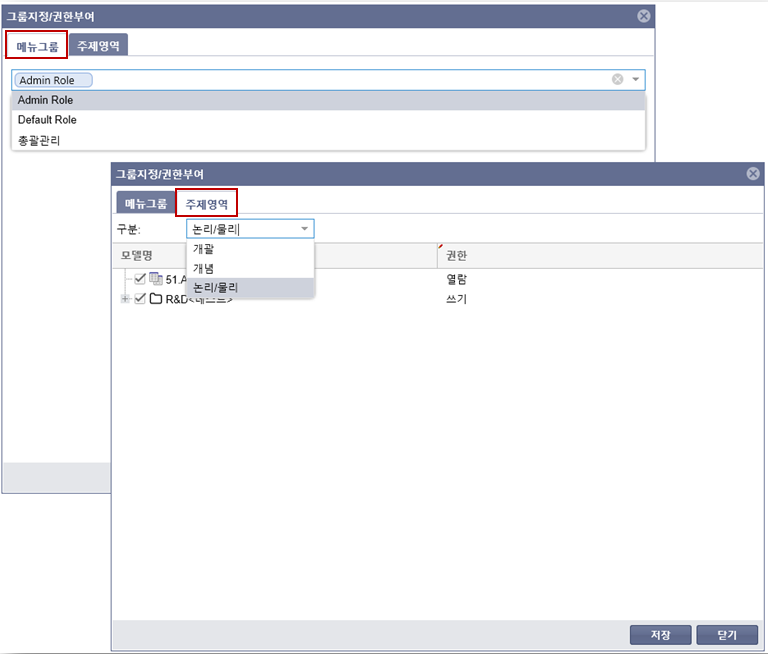 그룹지정/권한부여
메뉴그룹 주제영역
Admin Role
Admin Role
Default Role
총괄관리
그룹지정/권한부여
메뉴그룹 주제영역
구분: 논리/물리
개괄
개념
논리/물리
모델명 권한
51.A 열람
쓰기
저장 닫기